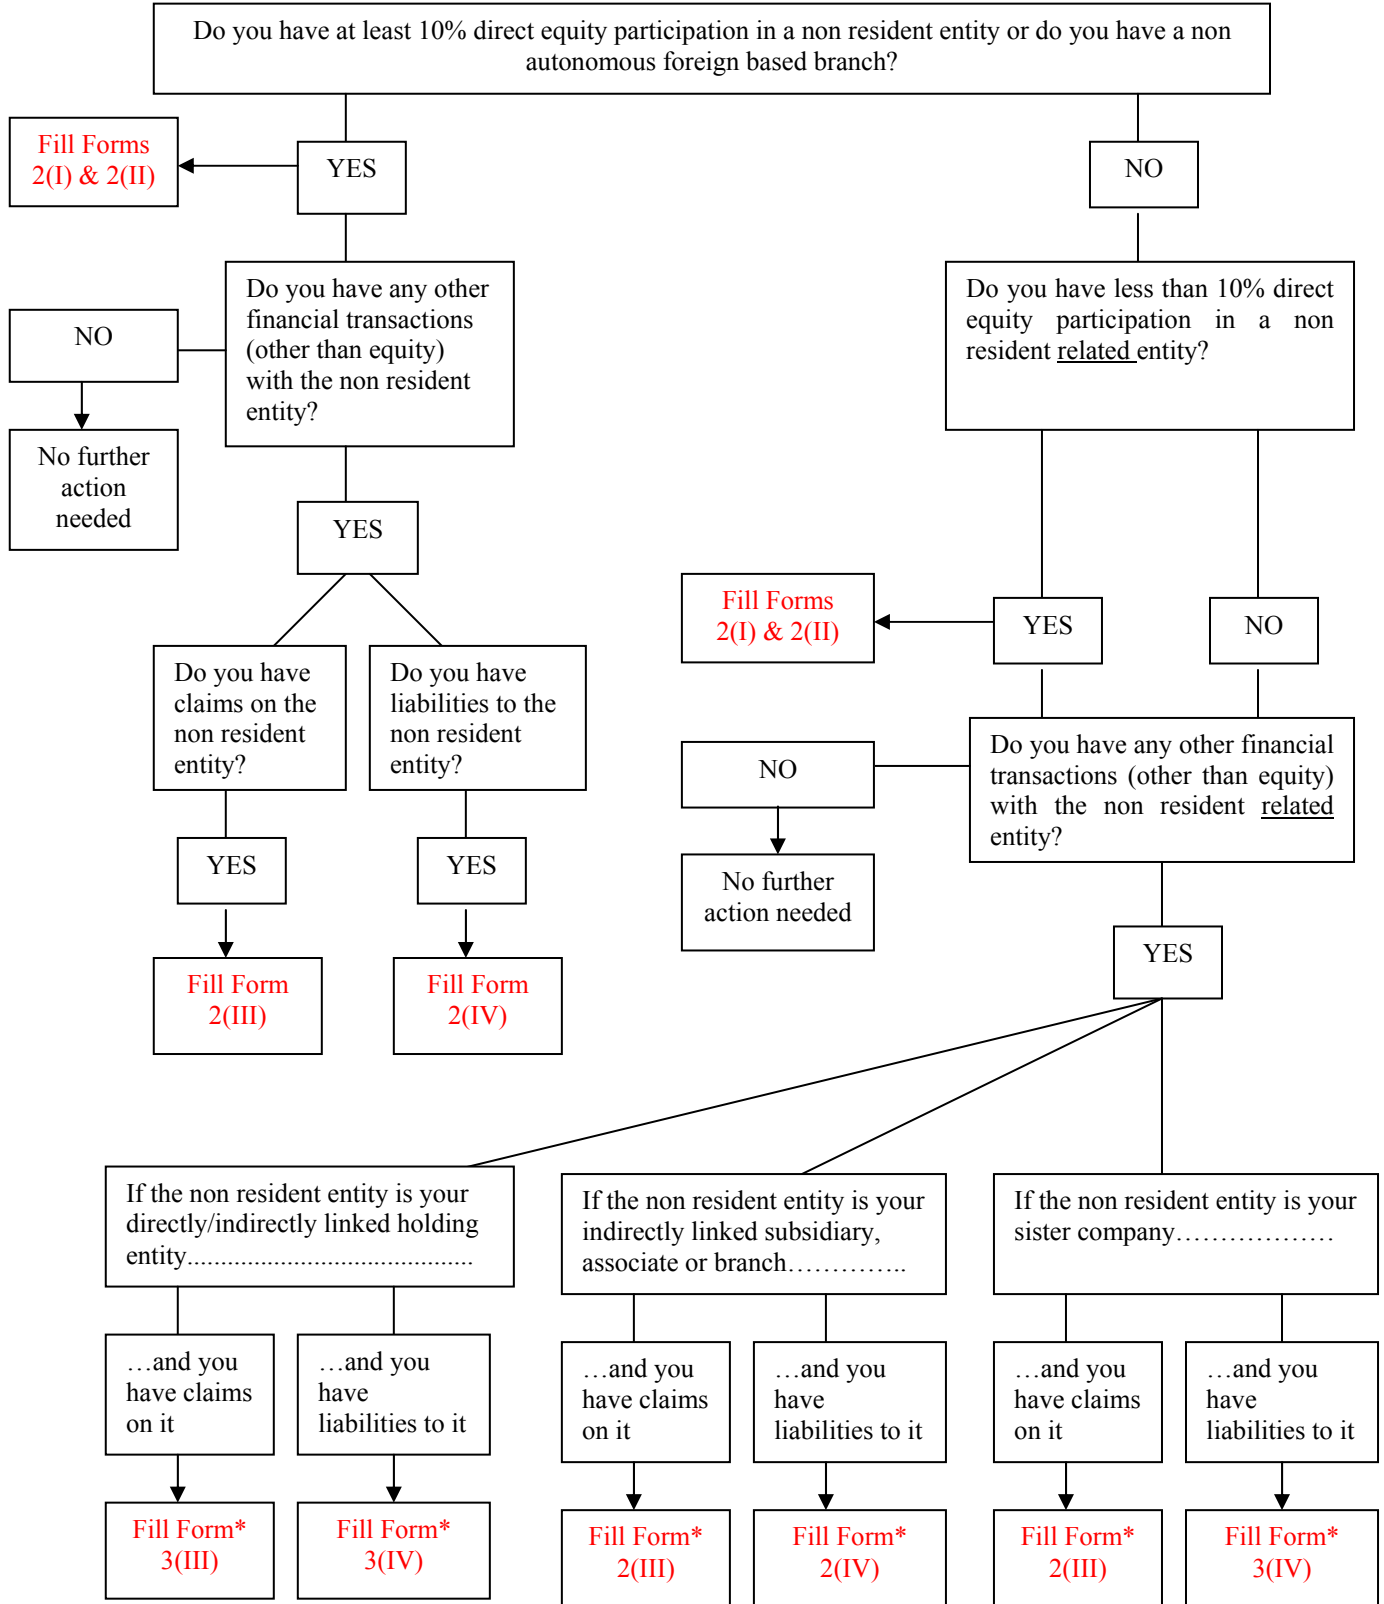 Do you have at least 10% direct equity participation in a non resident entity or do you have a non
autonomous foreign based branch?
Fill Forms
2(I) & 2(II)
YES
NO
Do you have any other
financial transactions
(other than equity)
with the non resident
entity?
NO
No further
action
needed
Do you have less than 10% direct
equity participation in a non
resident related entity?
YES
Do you have
claims on the
non resident
entity?
Do you have
liabilities to the
non resident
entity?
YES
YES
Fill Form
2(III)
Fill Form
2(IV)
Fill Forms
2(I) & 2(II)
YES
NO
Do you have any other financial
transactions (other than equity)
with the non resident related
entity?
NO
No further
action needed
YES
If the non resident entity is your
directly/indirectly linked holding
entity...........................................
If the non resident entity is your
indirectly linked subsidiary,
associate or branch…………..
If the non resident entity is your
sister company………………
…and you
have claims
on it
…and you
have
liabilities to it
…and you
have claims
on it
…and you
have
liabilities to it
…and you
have claims
on it
…and you
have
liabilities to it
Fill Form*
3(III)
Fill Form*
3(IV)
Fill Form*
2(III)
Fill Form*
2(IV)
Fill Form*
2(III)
Fill Form*
3(IV)